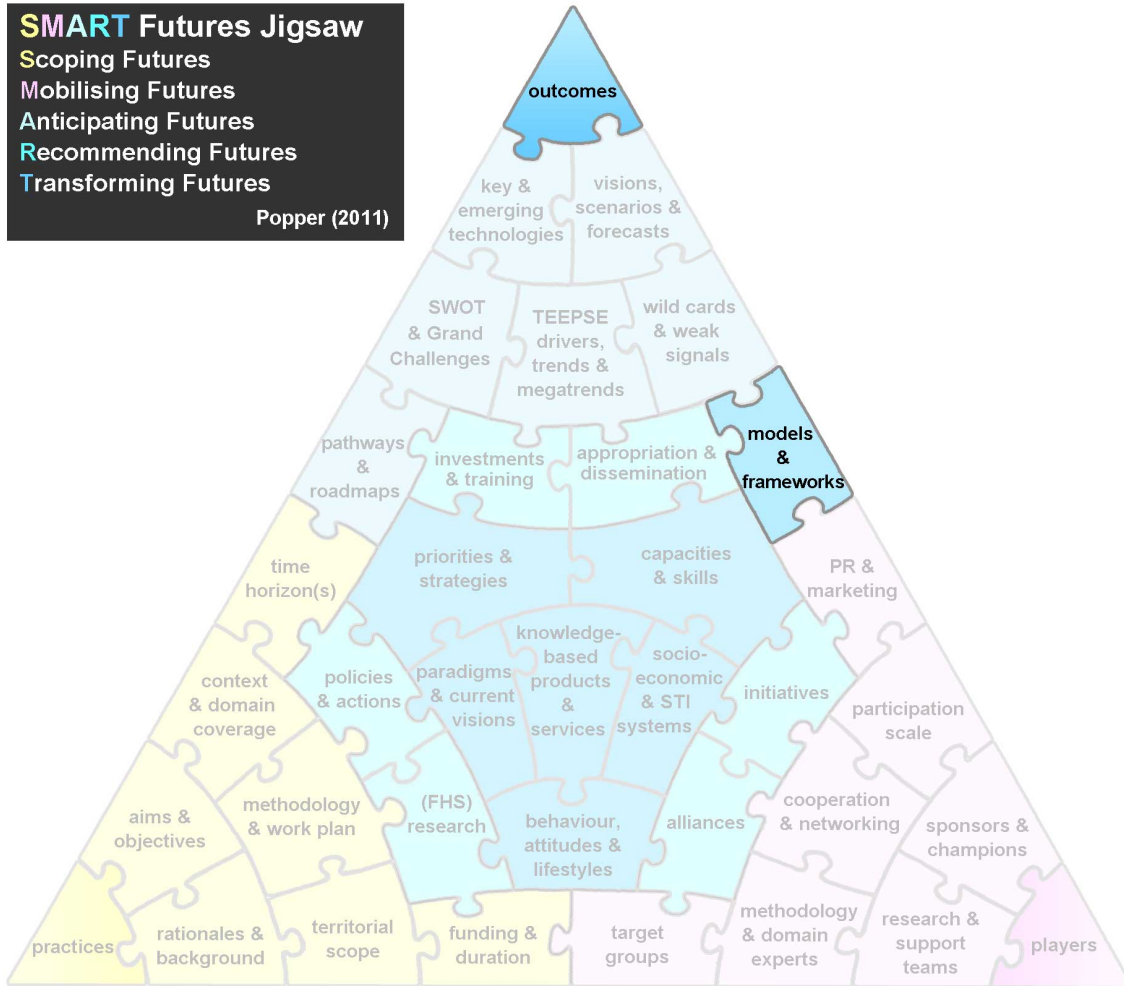 SMART Futures Jigsaw
Scoping Futures
Mobilising Futures
Anticipating Futures
Recommending Futures
Transforming Futures
Popper (2011)
outcomes
key &
emerging
technologies
visions,
scenarios &
forecasts
SWOT
& Grand
Challenges
TEEPSE
drivers,
trends &
megatrends
wild cards
& weak
signals
pathways
&
roadmaps
investments
& training
appropriation &
dissemination
models
&
frameworks
time
horizon(s)
priorities &
strategies
capacities
& skills
PR &
marketing
context
& domain
coverage
policies
& actions
paradigms
& current
visions
knowledge-
based
products
&
services
socio-
economic
& STI
systems
initiatives
participation
scale
aims &
objectives
methodology
& work plan
(FHS)
research
behaviour,
attitudes &
lifestyles
alliances
cooperation
& networking
sponsors &
champions
practices
rationales &
background
territorial
scope
funding &
duration
target
groups
methodology
& domain
experts
research &
support
teams
players